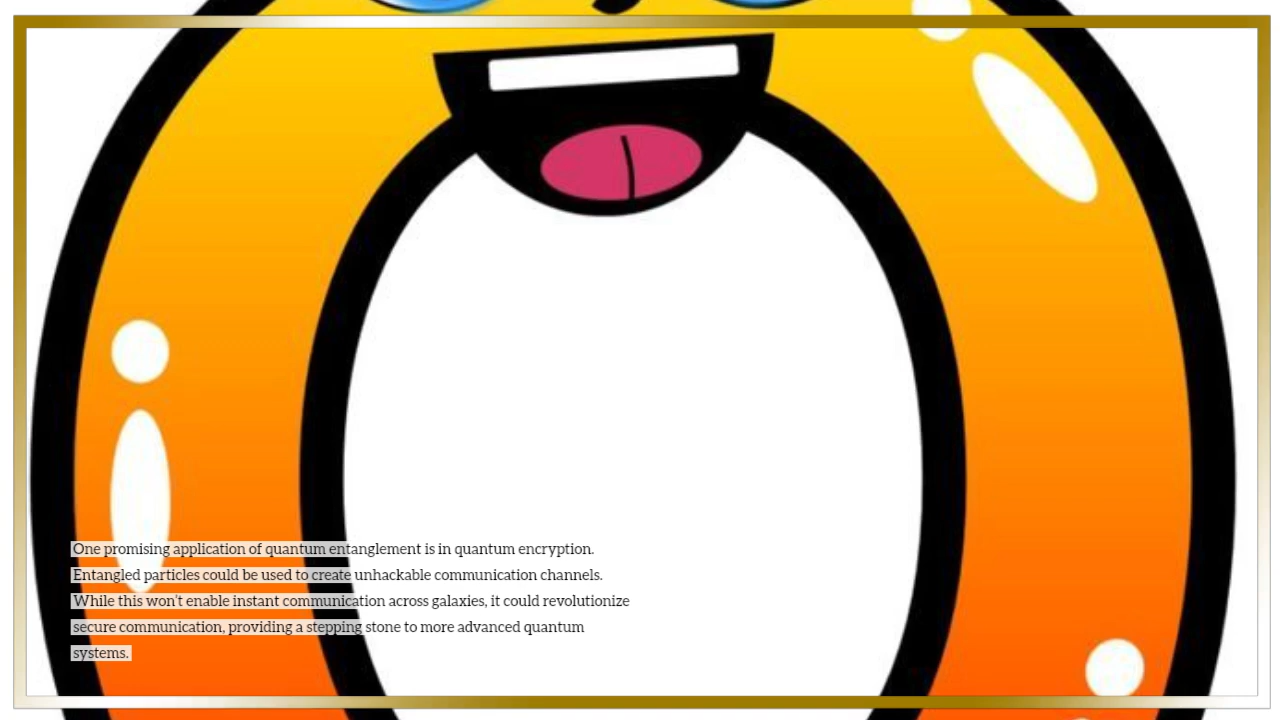 One promising application of quantum entanglement is in quantum encryption.
Entangled particles could be used to create unhackable communication channels.
While this won't enable instant communication across galaxies, it could revolutionize
secure communication, providing a stepping stone to more advanced quantum
systems.